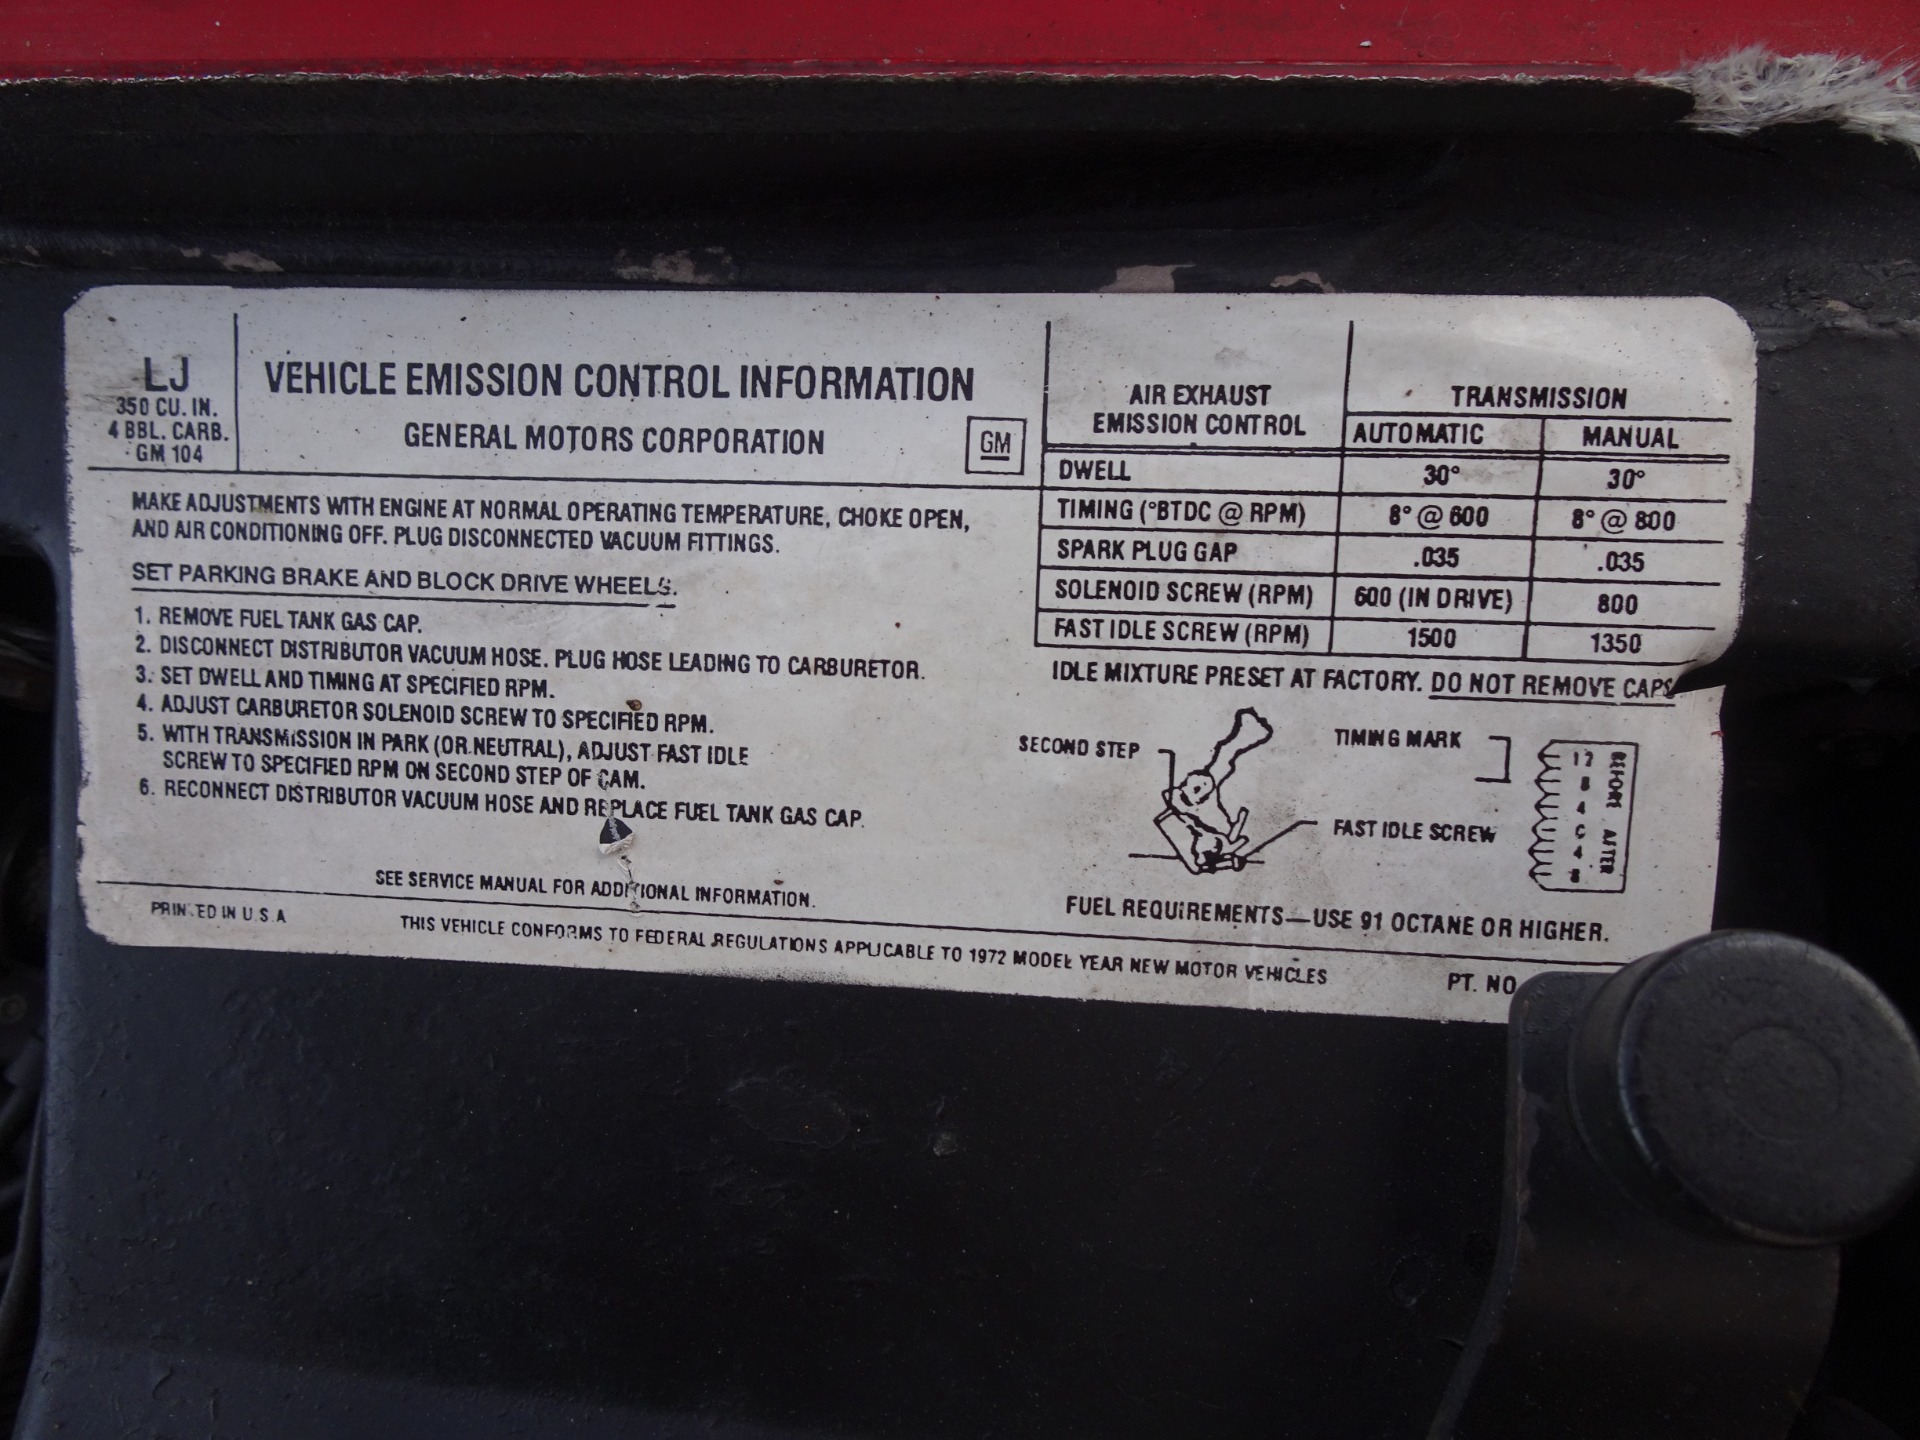 LJ
350 CU. IN.
4 BBL. CARB.
GM 104
VEHICLE EMISSION CONTROL INFORMATION
GENERAL MOTORS CORPORATION
GM
MAKE ADJUSTMENTS WITH ENGINE AT NORMAL OPERATING TEMPERATURE, CHOKE OPEN,
AND AIR CONDITIONING OFF. PLUG DISCONNECTED VACUUM FITTINGS.
SET PARKING BRAKE AND BLOCK DRIVE WHEELS.
1. REMOVE FUEL TANK GAS CAP.
2. DISCONNECT DISTRIBUTOR VACUUM HOSE. PLUG HOSE LEADING TO CARBURETOR.
3. SET DWELL AND TIMING AT SPECIFIED RPM.
4. ADJUST CARBURETOR SOLENOID SCREW TO SPECIFIED RPM.
5. WITH TRANSMISSION IN PARK (OR NEUTRAL), ADJUST FAST IDLE
SCREW TO SPECIFIED RPM ON SECOND STEP OF CAM.
6. RECONNECT DISTRIBUTOR VACUUM HOSE AND REPLACE FUEL TANK GAS CAP.
SEE SERVICE MANUAL FOR ADDITIONAL INFORMATION.
AIR EXHAUST
EMISSION CONTROL
TRANSMISSION
AUTOMATIC MANUAL
DWELL 30° 30°
TIMING (°BTDC @ RPM) 8° @ 600 8° @ 800
SPARK PLUG GAP .035 .035
SOLENOID SCREW (RPM) 600 (IN DRIVE) 800
FAST IDLE SCREW (RPM) 1500 1350
IDLE MIXTURE PRESET AT FACTORY. DO NOT REMOVE CAPS
SECOND STEP
TIMING MARK
FAST IDLE SCREW
12
8
4
4
8
BEFORE AFTER
FUEL REQUIREMENTS—USE 91 OCTANE OR HIGHER.
PRINTED IN U.S.A
THIS VEHICLE CONFORMS TO FEDERAL REGULATIONS APPLICABLE TO 1972 MODEL YEAR NEW MOTOR VEHICLES
PT. NO